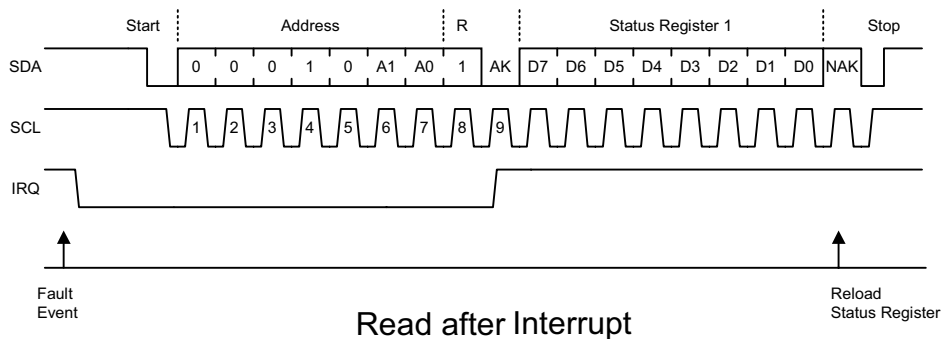 Start Address R Status Register 1 Stop
SDA 0 0 0 1 0 A1 A0 1 AK D7 D6 D5 D4 D3 D2 D1 D0 NAK
SCL 1 2 3 4 5 6 7 8 9
IRQ
Fault
Event
Reload
Status Register
Read after Interrupt